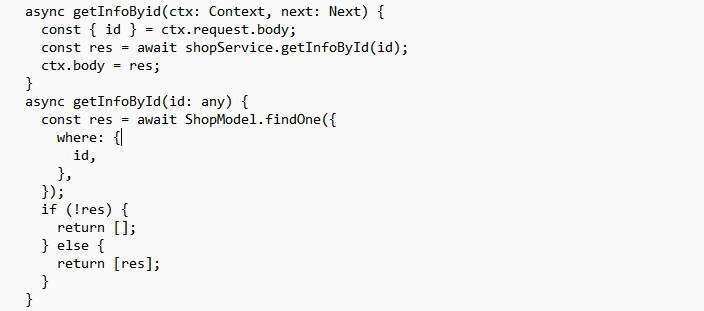 async getInfoByid(ctx: Context, next: Next) {
  const { id } = ctx.request.body;
  const res = await shopService.getInfoById(id);
  ctx.body = res;
}
async getInfoById(id: any) {
  const res = await ShopModel.findOne({
    where: {
      id,
    },
  });
  if (!res) {
    return [];
  } else {
    return [res];
  }
}